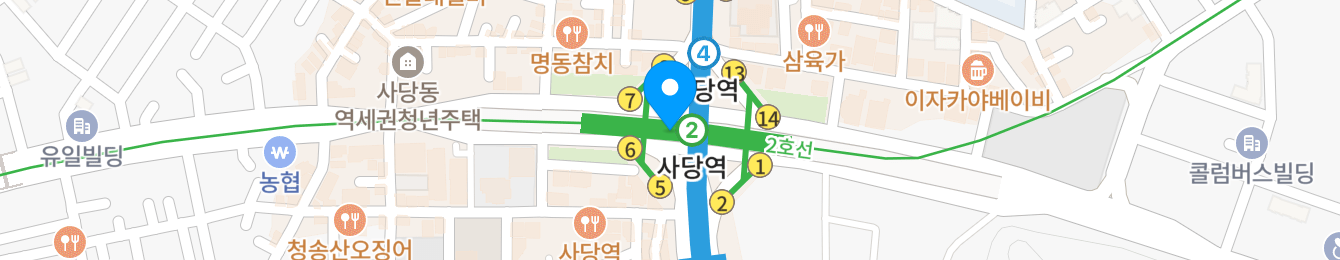 4
명동참치
삼육가
13
당역
사당동
역세권청년주택
7
이자카야베이비
14
유일빌딩
2
2호선
6
농협
사당역
1
콜럼버스빌딩
5
2
청송산오징어
사당역